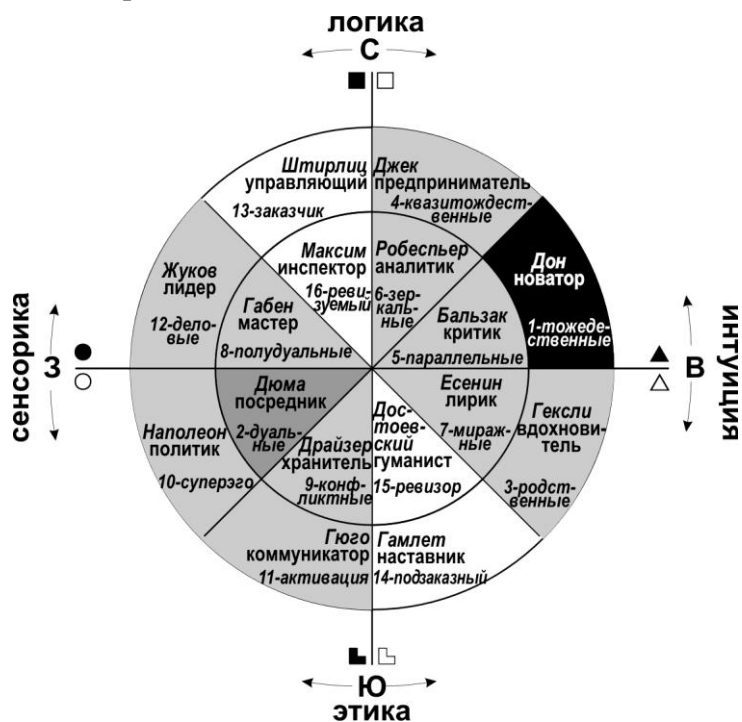 логика
С
Штирлиц
управляющий
13-заказчик
Джек
предприниматель
4-квазитождест-
венные
Максим
инспектор
16-реви-
зуемый
Робеспьер
аналитик
6-зер-
каль-
ные
Дон
новатор
1-тожедест-
ственные
Жуков
лидер
12-дело-
вые
Габен
мастер
8-полудуальные
Бальзак
критик
5-параллельные
сенсорика
З
В
интуиция
Дюма
посредник
2-дуаль-
ные
Есенин
лирик
7-мираж-
ные
Гексли
вдохнови-
тель
3-родст-
венные
Наполеон
политик
10-суперэго
Драйзер
хранитель
9-конф-
ликтные
Дос-
тоев-
ский
гуманист
15-ревизор
Гюго
коммуникатор
11-активация
Гамлет
наставник
14-подзаказный
Ю
этика